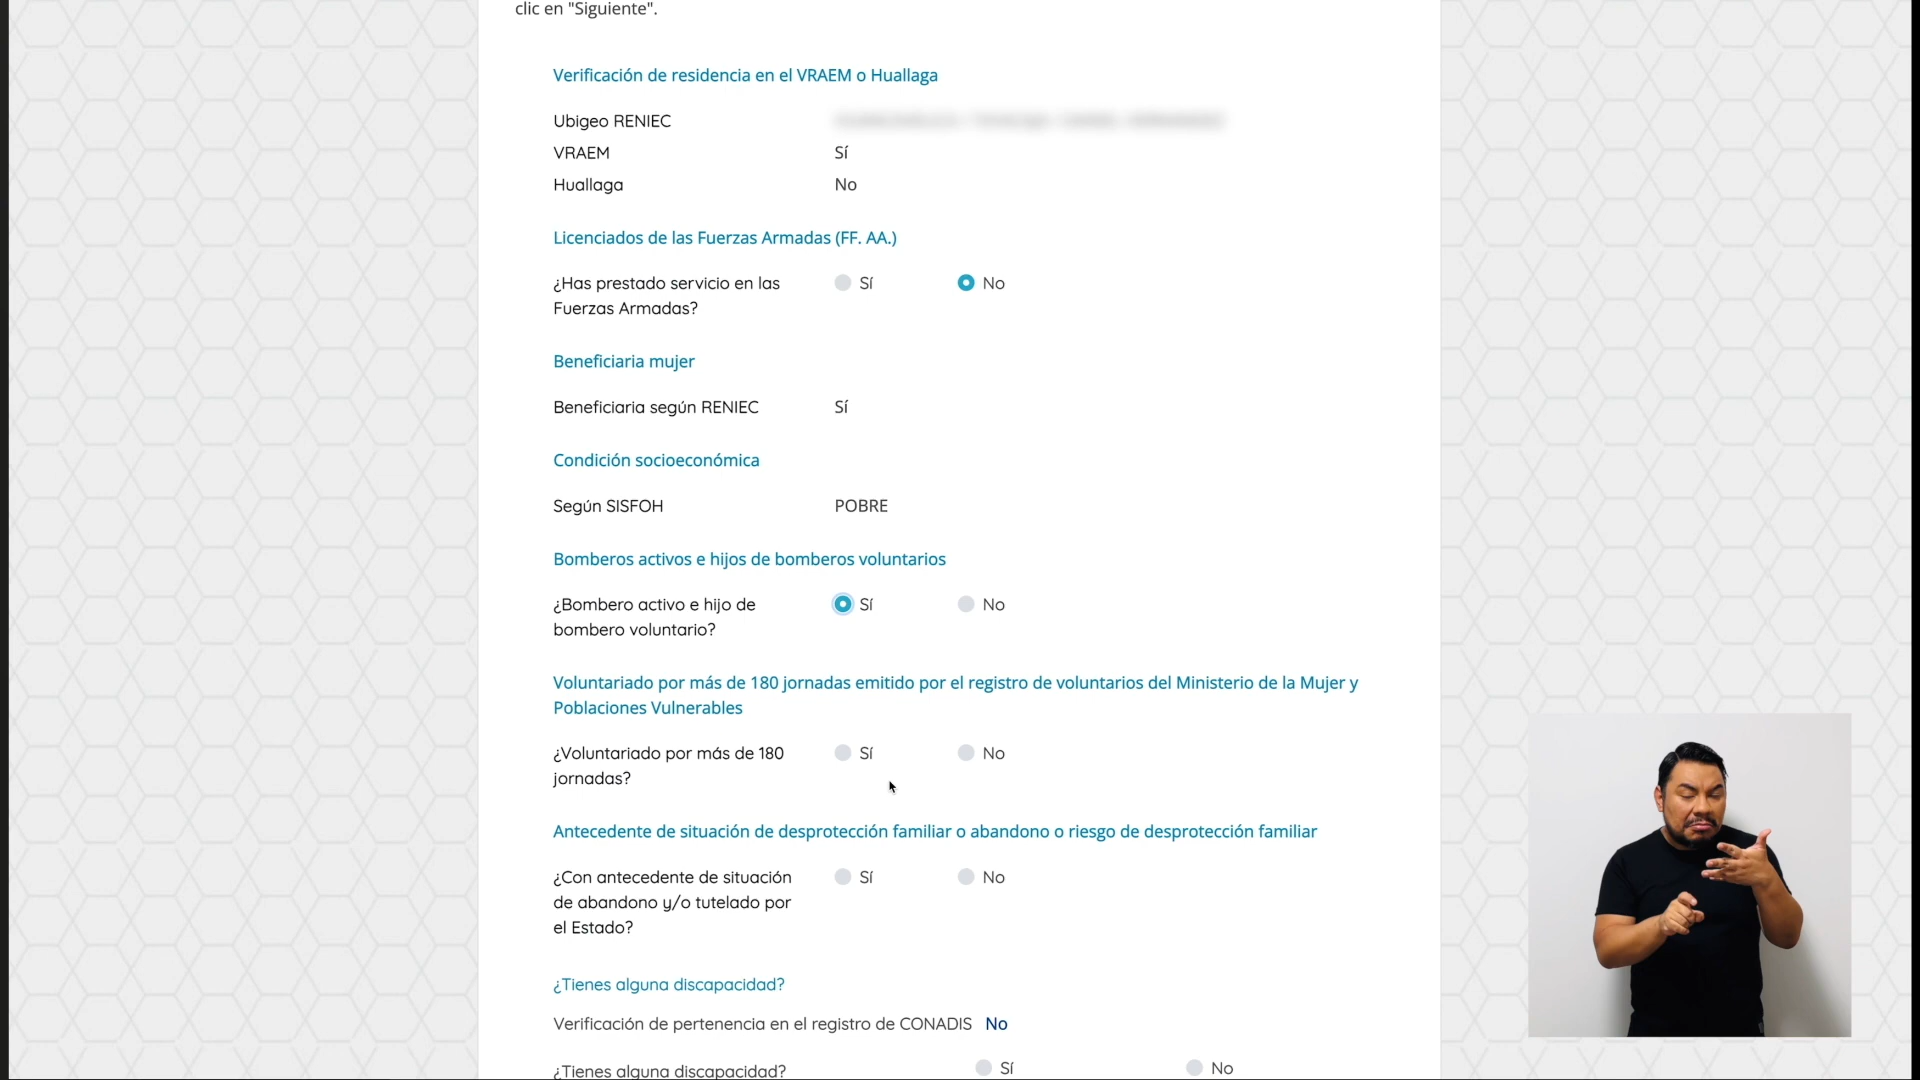 clic en "Siguiente".
Verificación de residencia en el VRAEM o Huallaga
Ubigeo RENIEC
VRAEM Sí
Huallaga No
Licenciados de las Fuerzas Armadas (FF. AA.)
¿Has prestado servicio en las Sí No
Fuerzas Armadas?
Beneficiaria mujer
Beneficiaria según RENIEC Sí
Condición socioeconómica
Según SISFOH POBRE
Bomberos activos e hijos de bomberos voluntarios
¿Bombero activo e hijo de Sí No
bombero voluntario?
Voluntariado por más de 180 jornadas emitido por el registro de voluntarios del Ministerio de la Mujer y
Poblaciones Vulnerables
¿Voluntariado por más de 180 Sí No
jornadas?
Antecedente de situación de desprotección familiar o abandono o riesgo de desprotección familiar
¿Con antecedente de situación Sí No
de abandono y/o tutelado por
el Estado?
¿Tienes alguna discapacidad?
Verificación de pertenencia en el registro de CONADIS No
¿Tienes alguna discapacidad? Sí No